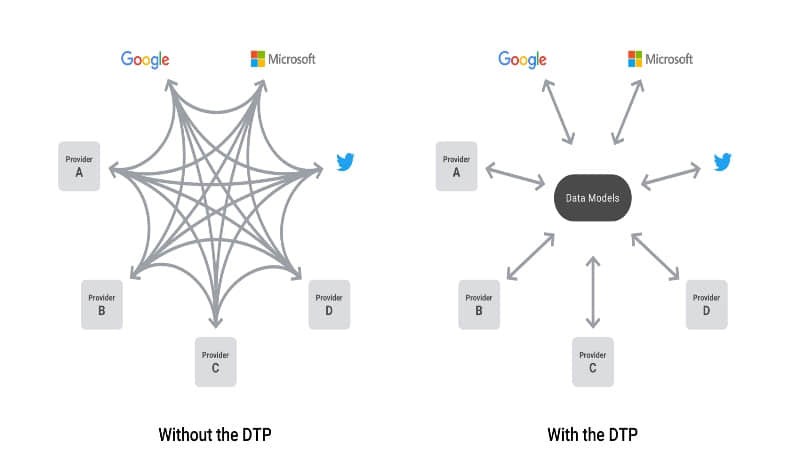 Google
Microsoft
Provider
A
Provider
B
Provider
C
Provider
D
Without the DTP
Google
Microsoft
Provider
A
Data Models
Provider
B
Provider
C
Provider
D
With the DTP